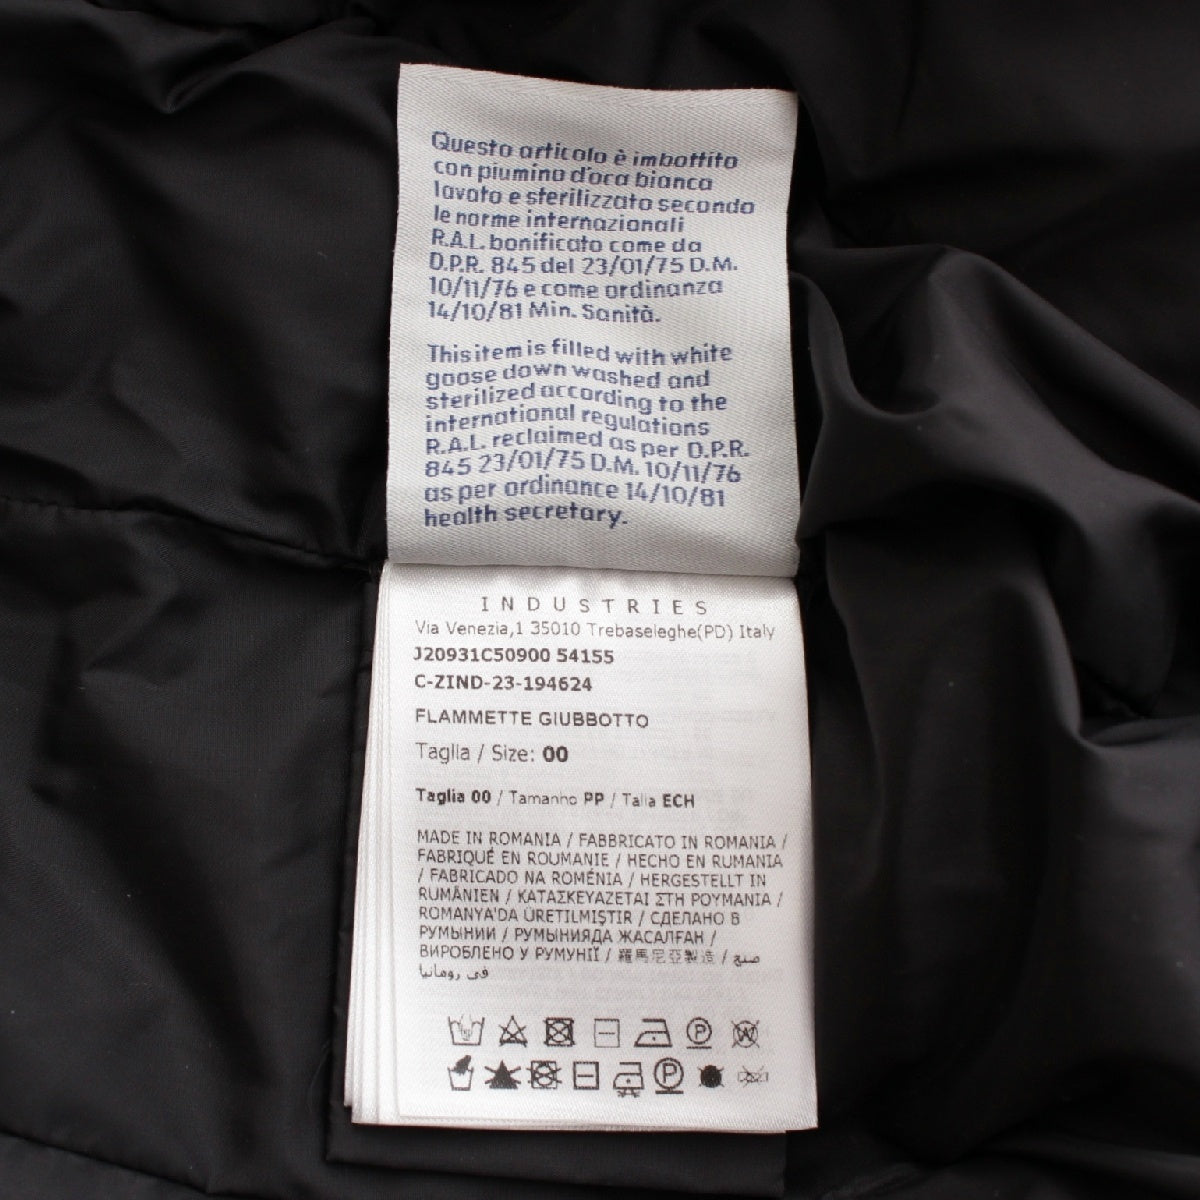 Questo articolo è imbottito
con piumino d'oca bianca
lavato e sterilizzato secondo
le norme internazionali
R.A.L. bonificato come da
D.P.R. 845 del 23/01/75 D.M.
10/11/76 e come ordinanza
14/10/81 Min. Sanità.
This item is filled with white
goose down washed and
sterilized according to the
international regulations
R.A.L. reclaimed as per D.P.R.
845 23/01/75 D.M. 10/11/76
as per ordinance 14/10/81
health secretary.
INDUSTRIES
Via Venezia,1 35010 Trebaseleghe(PD) Italy
J20931C50900 54155
C-ZIND-23-194624
FLAMMETTE GIUBBOTTO
Taglia / Size: 00
Taglia 00 / Tamanho PP / Talla ECH
MADE IN ROMANIA / FABBRICATO IN ROMANIA /
FABRIQUÉ EN ROUMANIE / HECHO EN RUMANIA
/ FABRICADO NA ROMÉNIA / HERGESTELLT IN
RUMÄNIEN / ΚΑΤΑΣΚΕΥΑΖΕΤΑΙ ΣΤΗ ΡΟΥΜΑΝΙΑ /
ROMANYA'DA ÜRETILMIŞTIR / СДЕЛАНО В
РУМЫНИИ / РУМЫНИЯДА ЖАСАЛҒАН /
ВИРОБЛЕНО У РУМУНІЇ / 羅馬尼亞製造 / صنع
في رومانيا
P W
P